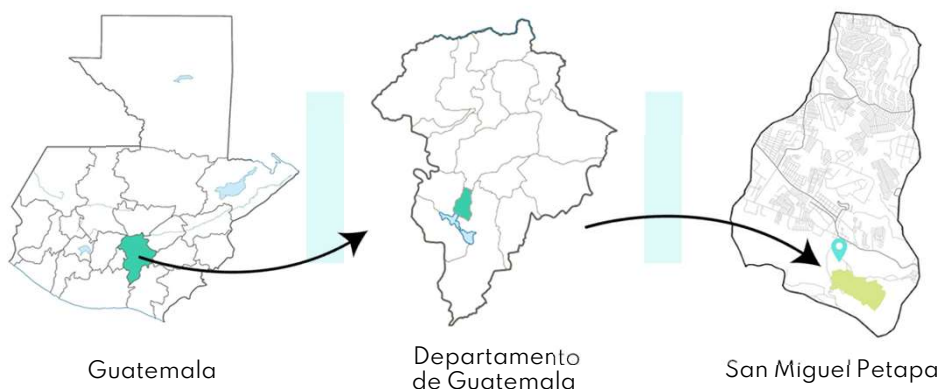 Guatemala
Departamento
de Guatemala
San Miguel Petapa